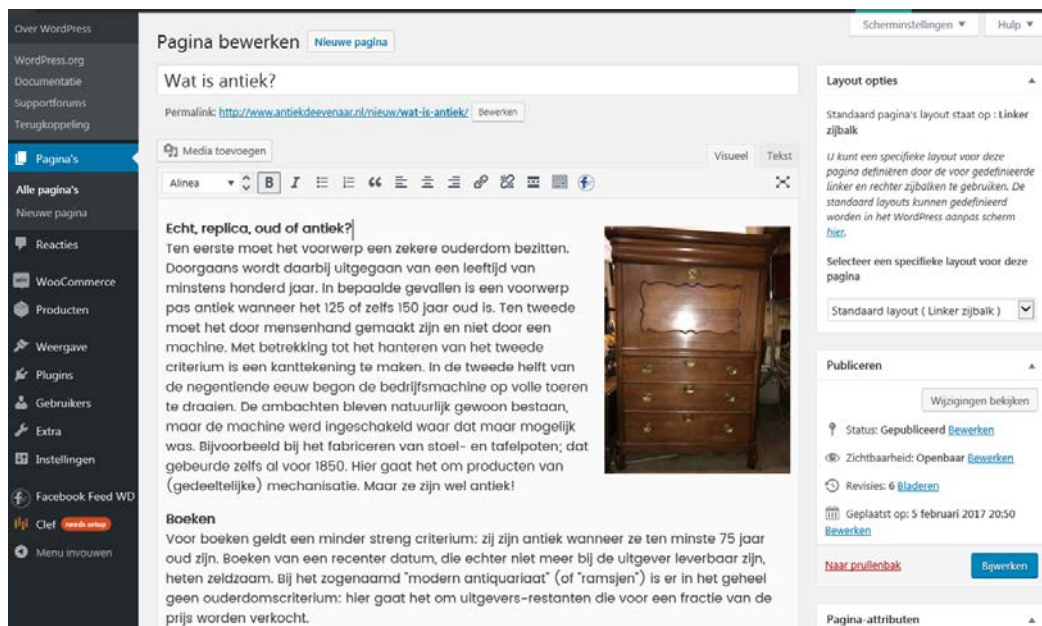 Over WordPress
WordPress.org
Documentatie
Supportforums
Terugkoppeling
Pagina's
Alle pagina's
Nieuwe pagina
Reacties
WooCommerce
Producten
Weergave
Plugins
Gebruikers
Extra
Instellingen
Facebook Feed WD
Clef needs setup
Menu invouwen
Scherminstellingen
Hulp
Pagina bewerken
Nieuwe pagina
Wat is antiek?
Permalink: http://www.antiekdeevenaar.nl/nieuw/wat-is-antiek/ Bewerken
Media toevoegen
Visueel
Tekst
Alinea
B I
Echt, replica, oud of antiek?
Ten eerste moet het voorwerp een zekere ouderdom bezitten.
Doorgaans wordt daarbij uitgegaan van een leeftijd van
minstens honderd jaar. In bepaalde gevallen is een voorwerp
pas antiek wanneer het 125 of zelfs 150 jaar oud is. Ten tweede
moet het door mensenhand gemaakt zijn en niet door een
machine. Met betrekking tot het hanteren van het tweede
criterium is een kanttekening te maken. In de tweede helft van
de negentiende eeuw begon de bedrijfsmachine op volle toeren
te draaien. De ambachten bleven natuurlijk gewoon bestaan,
maar de machine werd ingeschakeld waar dat maar mogelijk
was. Bijvoorbeeld bij het fabriceren van stoel- en tafelpoten; dat
gebeurde zelfs al voor 1850. Hier gaat het om producten van
(gedeeltelijke) mechanisatie. Maar ze zijn wel antiek!
Boeken
Voor boeken geldt een minder streng criterium: zij zijn antiek wanneer ze ten minste 75 jaar
oud zijn. Boeken van een recenter datum, die echter niet meer bij de uitgever leverbaar zijn,
heten zeldzaam. Bij het zogenaamd "modern antiquariaat" (of "ramsjen") is er in het geheel
geen ouderdomscriterium: hier gaat het om uitgevers-restanten die voor een fractie van de
prijs worden verkocht.
Layout opties
Standaard pagina's layout staat op : Linker
zijbalk
U kunt een specifieke layout voor deze
pagina definiëren door de voor gedefinieerde
linker en rechter zijbalken te gebruiken. De
standaard layouts kunnen gedefinieerd
worden in het WordPress aanpas scherm
hier.
Selecteer een specifieke layout voor deze
pagina
Standaard layout ( Linker zijbalk )
Publiceren
Wijzigingen bekijken
Status: Gepubliceerd Bewerken
Zichtbaarheid: Openbaar Bewerken
Revisies: 6 Bladeren
Geplaatst op: 5 februari 2017 20:50
Bewerken
Naar prullenbak
Bijwerken
Pagina-attributen